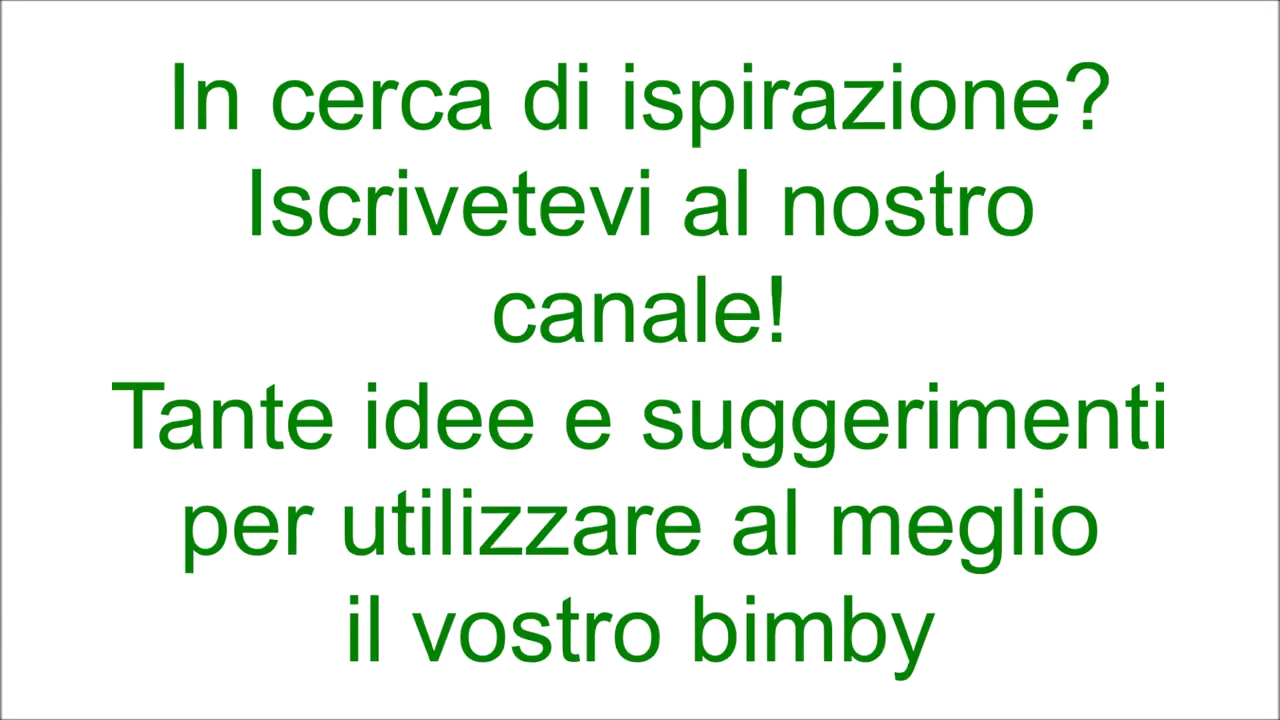 In cerca di ispirazione?
Iscrivetevi al nostro
canale!
Tante idee e suggerimenti
per utilizzare al meglio
il vostro bimby